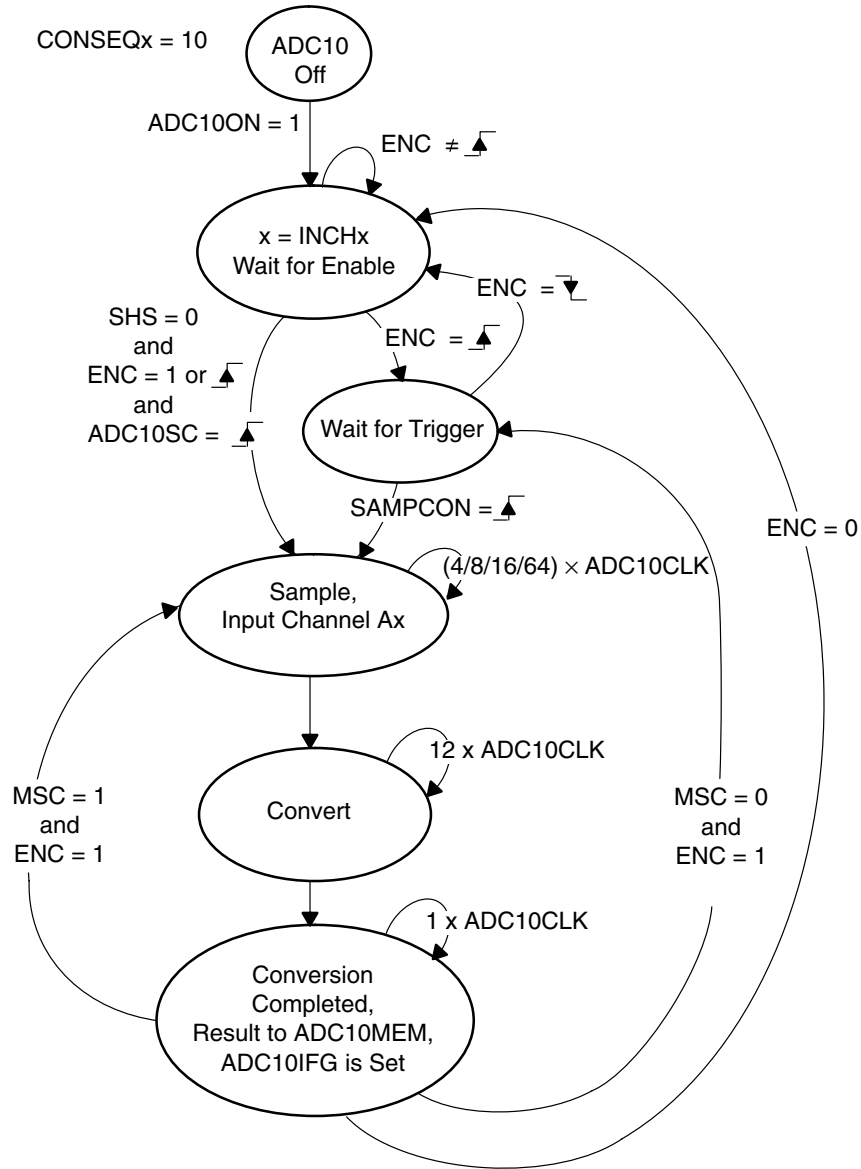 CONSEQx = 10
ADC10
Off
ADC10ON = 1
ENC ≠
x = INCHx
Wait for Enable
ENC =
SHS = 0
and
ENC = 1 or
and
ADC10SC =
ENC =
Wait for Trigger
SAMPCON =
ENC = 0
(4/8/16/64) × ADC10CLK
Sample,
Input Channel Ax
12 x ADC10CLK
Convert
MSC = 1
and
ENC = 1
MSC = 0
and
ENC = 1
1 x ADC10CLK
Conversion
Completed,
Result to ADC10MEM,
ADC10IFG is Set